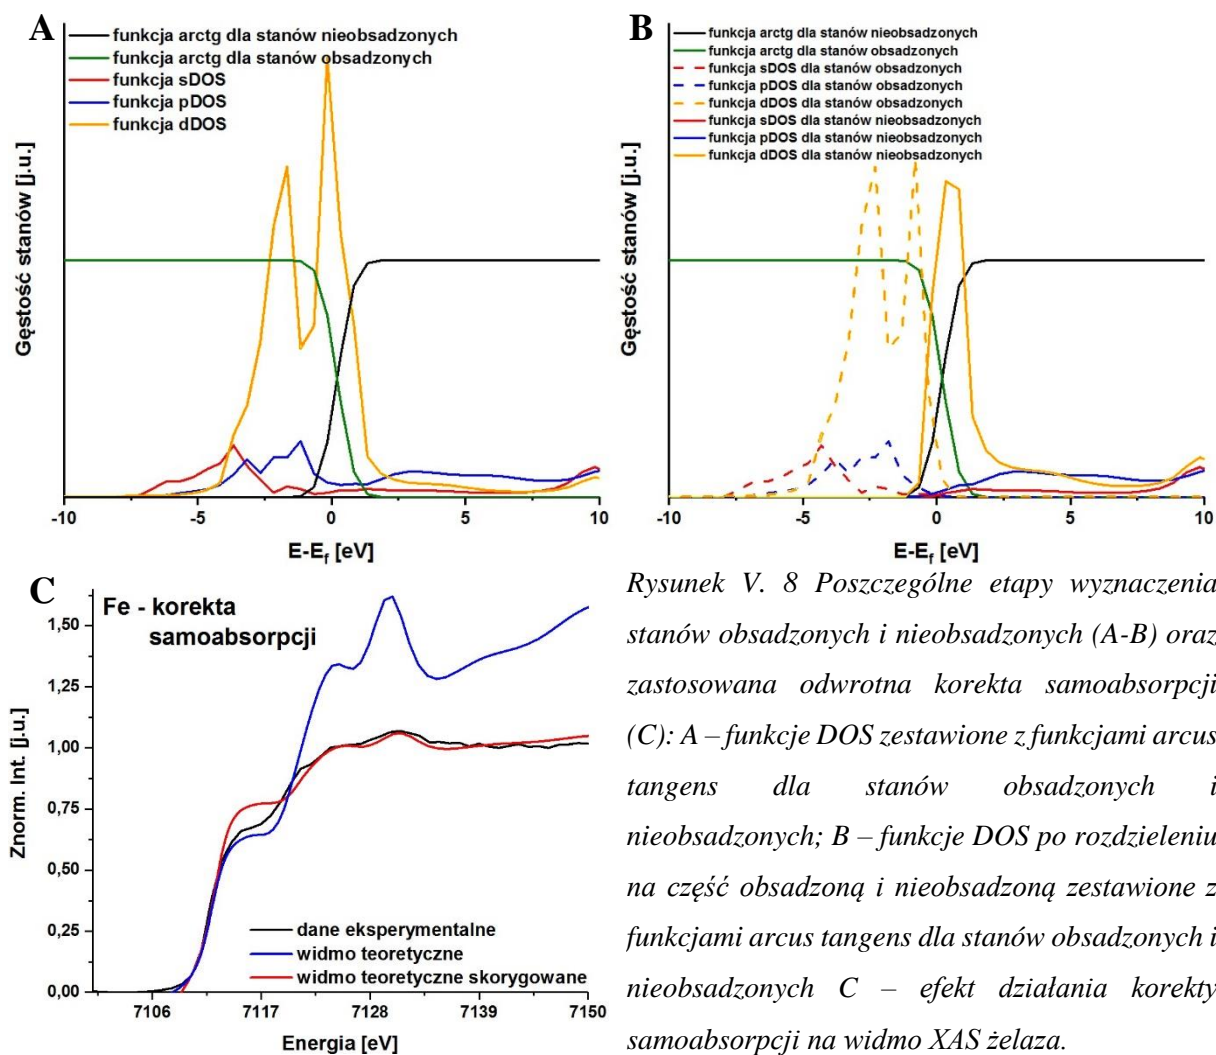 A
funkcja arctg dla stanów nieobsadzonych
funkcja arctg dla stanów obsadzonych
funkcja sDOS
funkcja pDOS
funkcja dDOS
Gęstość stanów [j.u.]
-10
-5
0
5
10
E-Ef [eV]
B
funkcja arctg dla stanów nieobsadzonych
funkcja arctg dla stanów obsadzonych
funkcja sDOS dla stanów obsadzonych
funkcja pDOS dla stanów obsadzonych
funkcja dDOS dla stanów obsadzonych
funkcja sDOS dla stanów nieobsadzonych
funkcja pDOS dla stanów nieobsadzonych
funkcja dDOS dla stanów nieobsadzonych
Gęstość stanów [j.u.]
-10
-5
0
5
10
E-Ef [eV]
C
Fe - korekta
samoabsorpcji
1,50
1,25
1,00
0,75
0,50
0,25
0,00
Znorm. Int. [j.u.]
dane eksperymentalne
widmo teoretyczne
widmo teoretyczne skorygowane
7106
7117
7128
7139
7150
Energia [eV]
Rysunek V. 8 Poszczególne etapy wyznaczenia
stanów obsadzonych i nieobsadzonych (A-B) oraz
zastosowana odwrotna korekta samoabsorpcji
(C): A – funkcje DOS zestawione z funkcjami arcus
tangens dla stanów obsadzonych i
nieobsadzonych; B – funkcje DOS po rozdzieleniu
na część obsadzoną i nieobsadzoną zestawione z
funkcjami arcus tangens dla stanów obsadzonych i
nieobsadzonych C – efekt działania korekty
samoabsorpcji na widmo XAS żelaza.